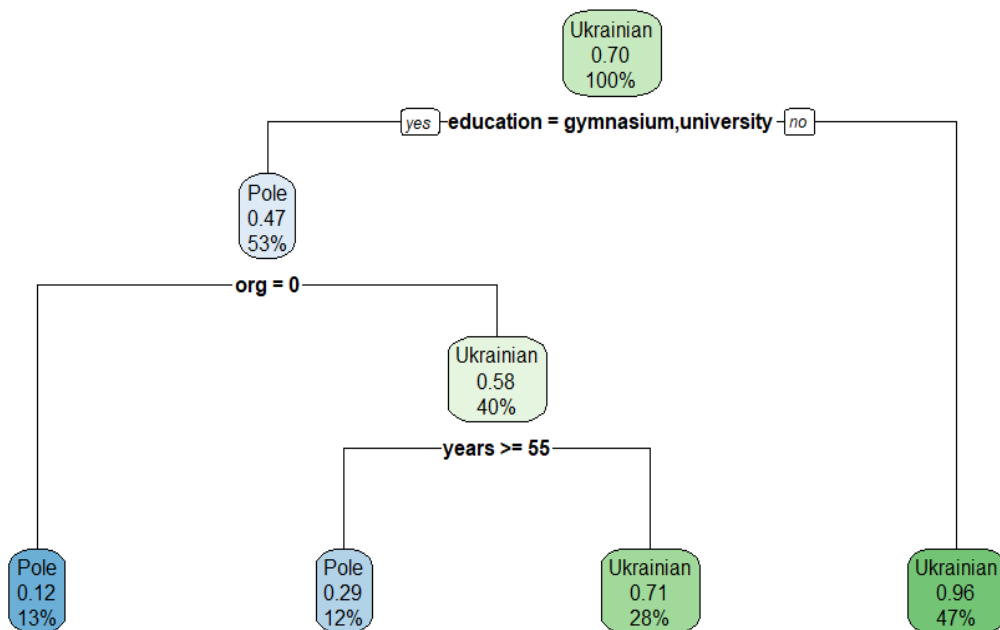 Ukrainian
0.70
100%
yes education = gymnasium,university no
Pole
0.47
53%
org = 0
Ukrainian
0.58
40%
years >= 55
Pole
0.12
13%
Pole
0.29
12%
Ukrainian
0.71
28%
Ukrainian
0.96
47%